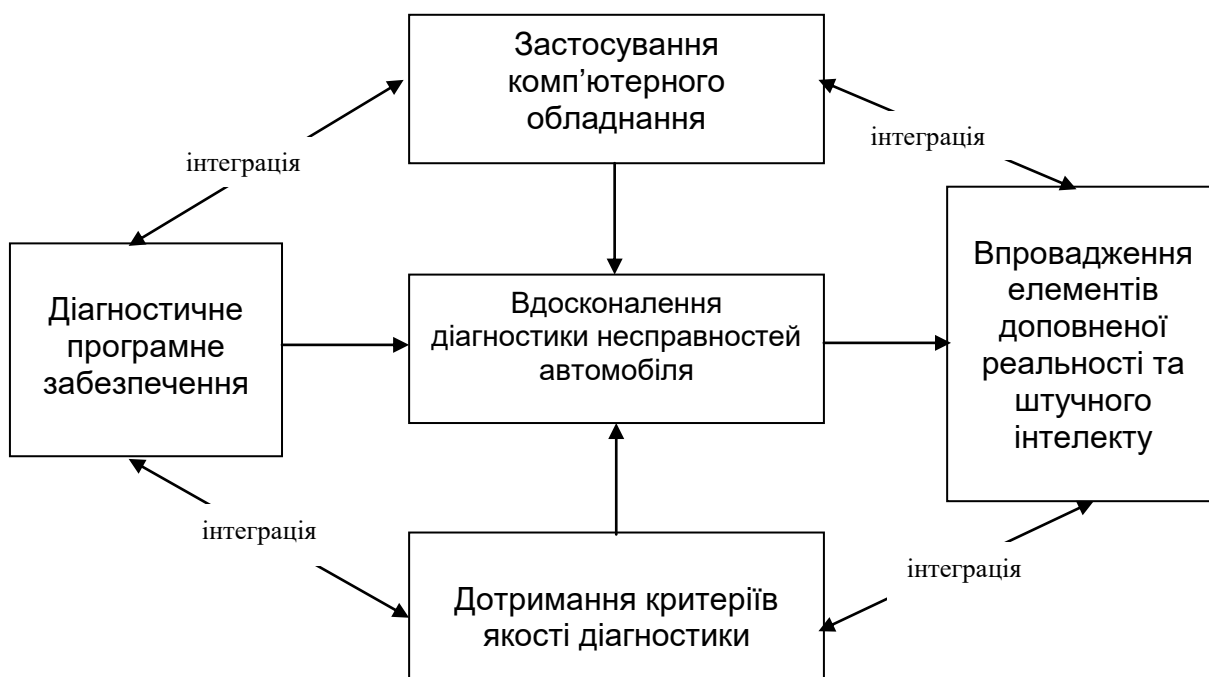 Застосування
комп’ютерного
обладнання
інтеграція
інтеграція
Діагностичне
програмне
забезпечення
Вдосконалення
діагностики несправностей
автомобіля
Впровадження
елементів
доповненої
реальності та
штучного
інтелекту
інтеграція
інтеграція
Дотримання критеріїв
якості діагностики